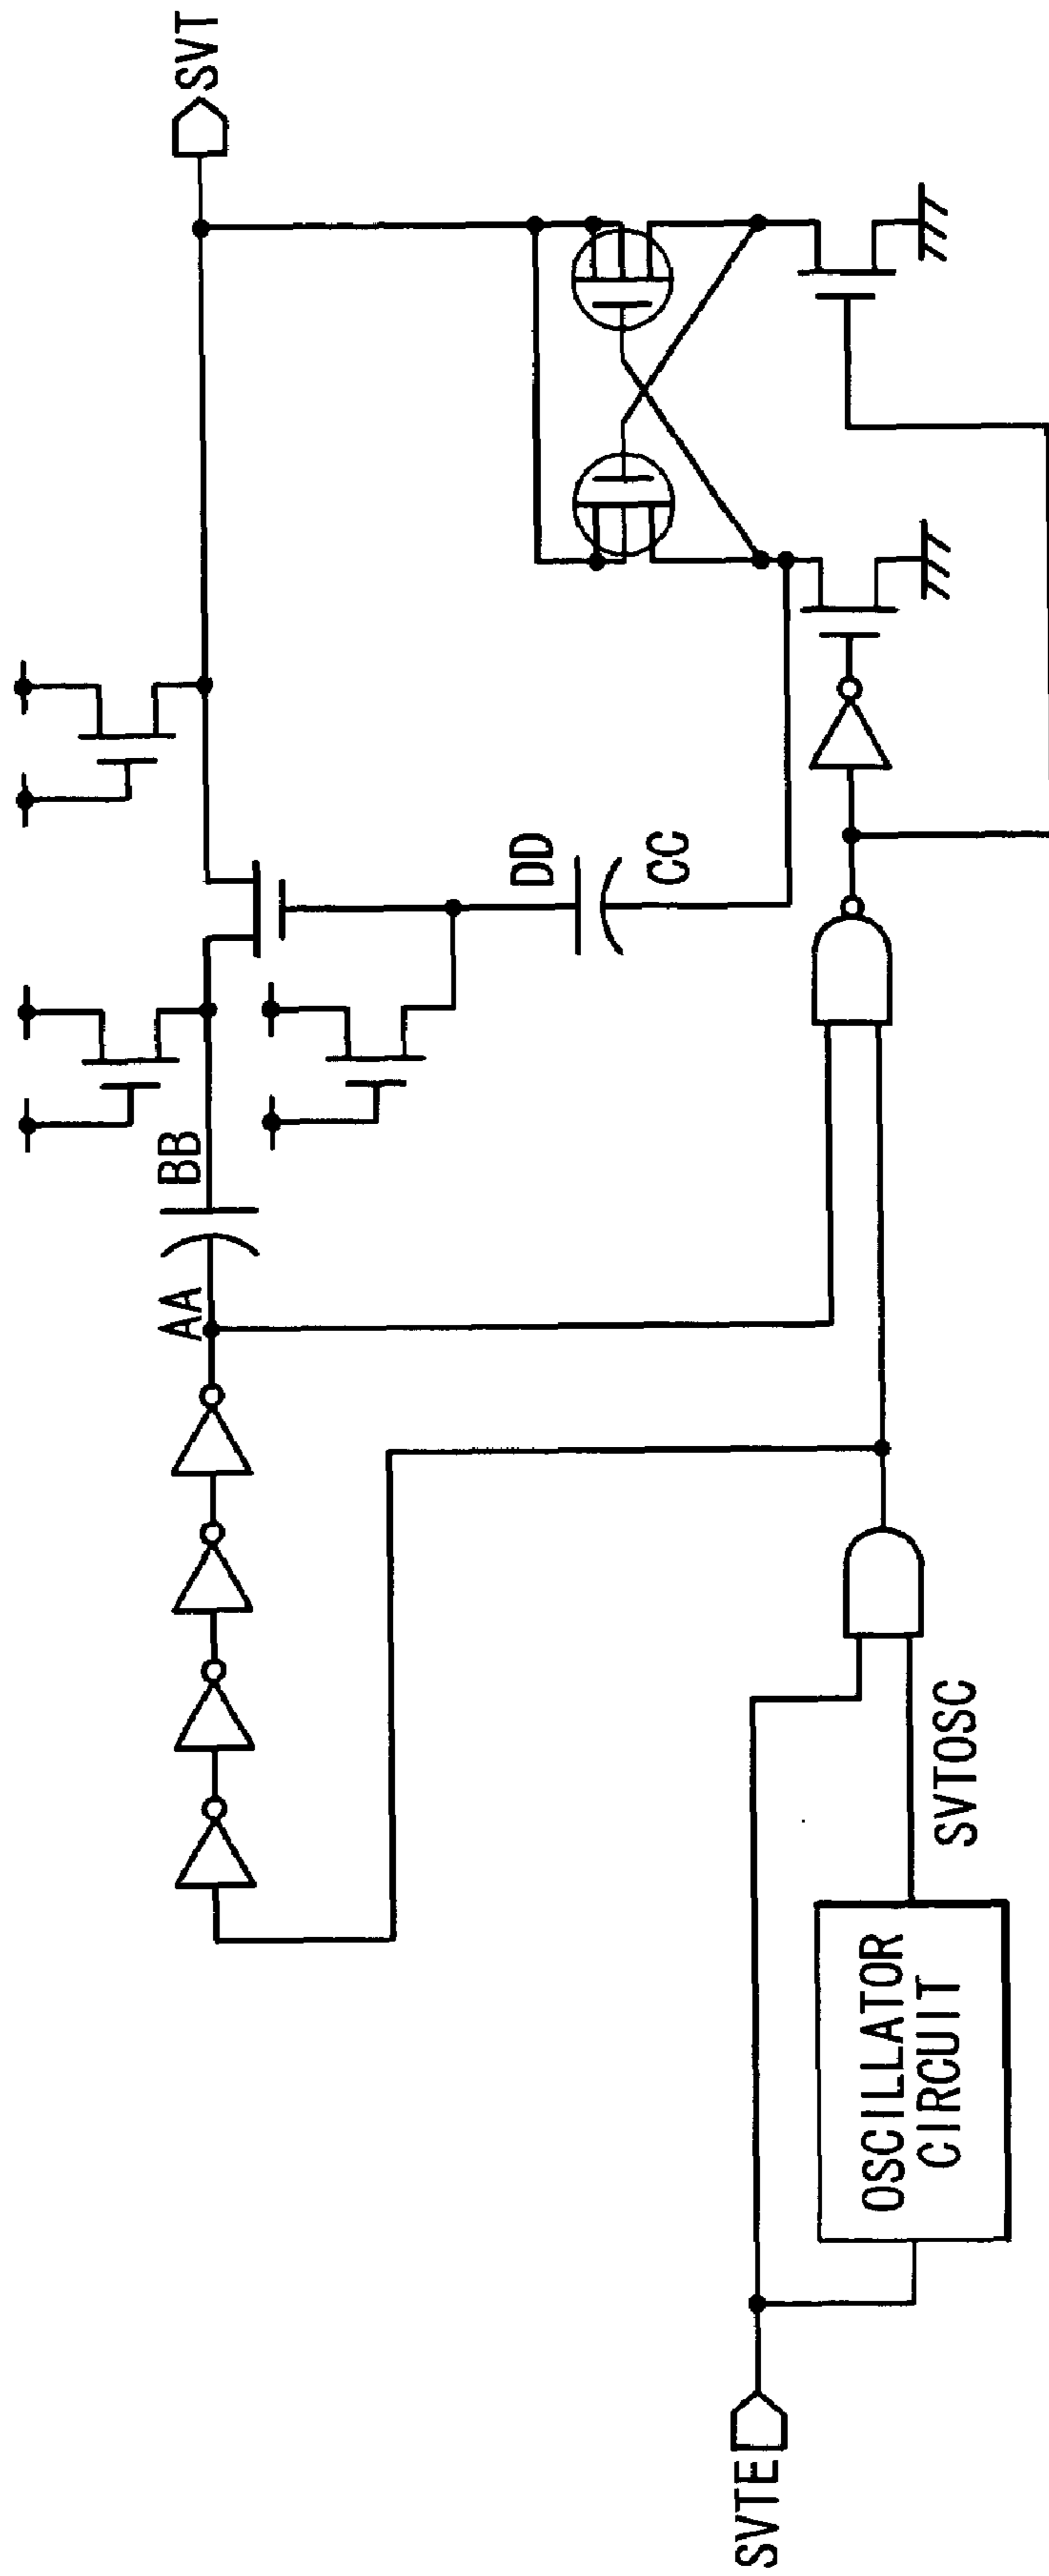 SVTE
OSCILLATOR
CIRCUIT
SVTOSC
AA
BB
DD
CC
SVT